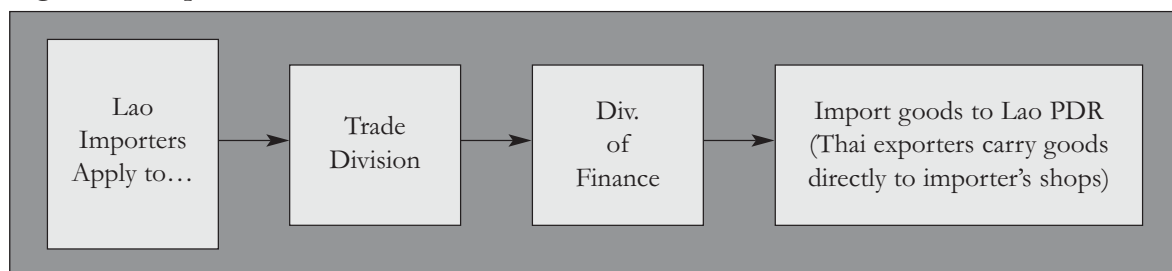 Lao
Importers
Apply to…
Trade
Division
Div.
of
Finance
Import goods to Lao PDR
(Thai exporters carry goods
directly to importer’s shops)